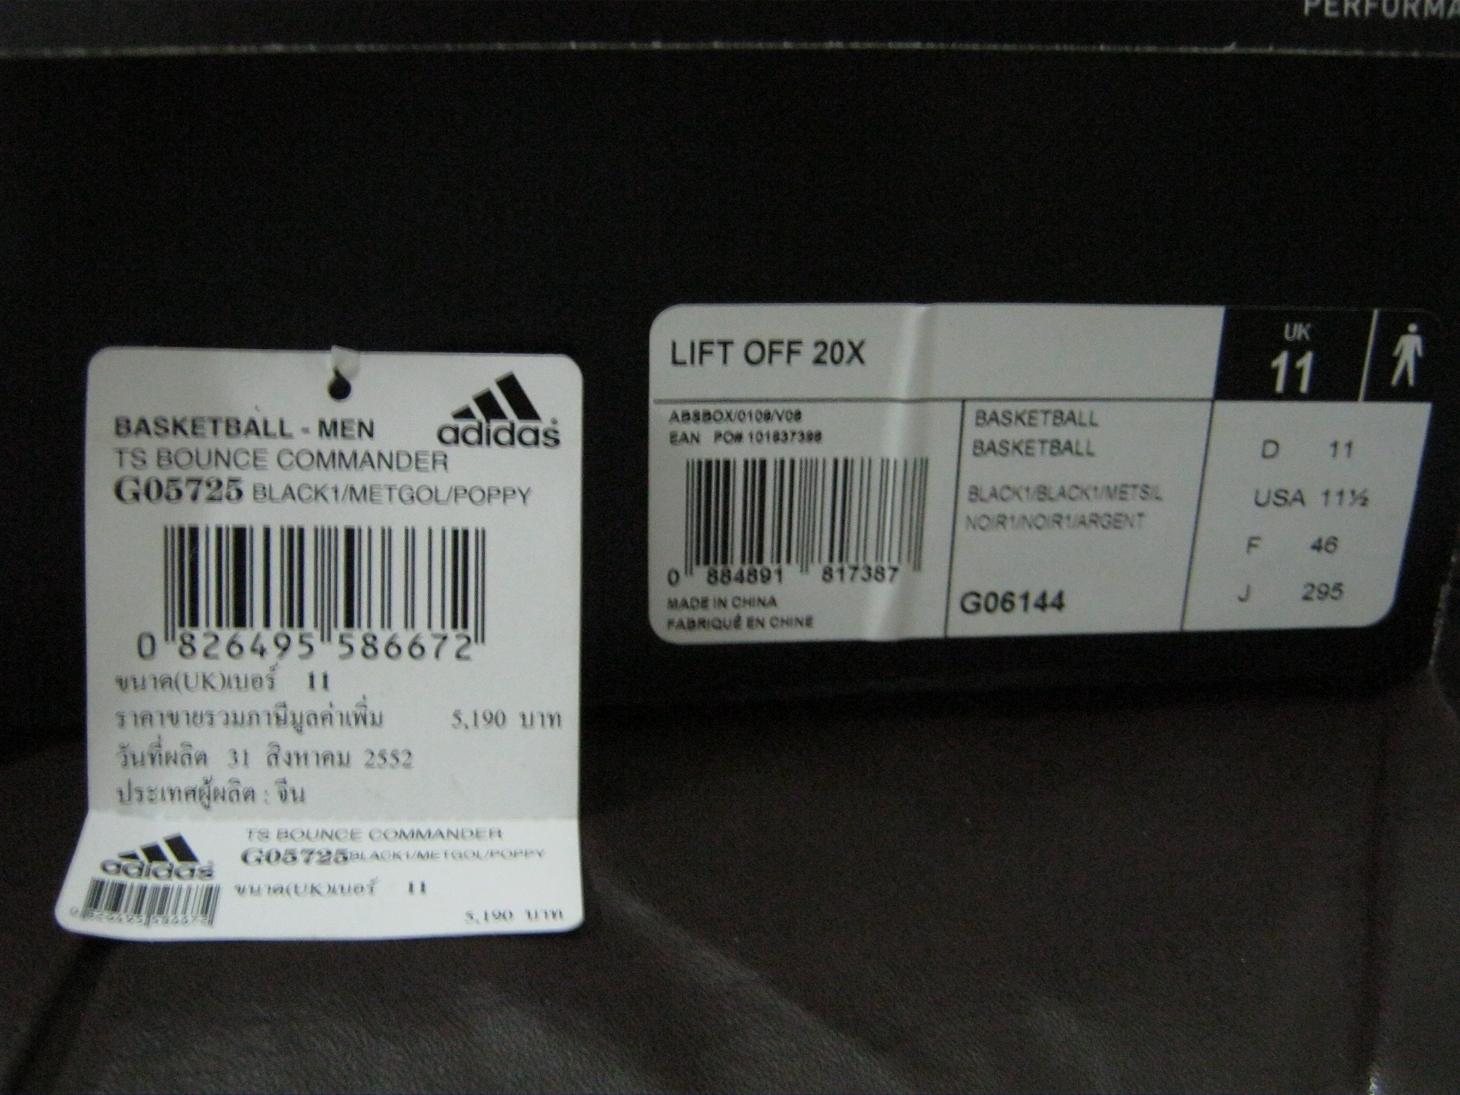 PERFORMA
BASKETBALL - MEN
adidas
TS BOUNCE COMMANDER
G05725 BLACK1/METGOL/POPPY
0 826495 586672
ขนาด(UK)เบอร์ 11
ราคาขายรวมภาษีมูลค่าเพิ่ม 5,190 บาท
วันที่ผลิต 31 สิงหาคม 2552
ประเทศผู้ผลิต : จีน
adidas
TS BOUNCE COMMANDER
G05725 BLACK1/METGOL/POPPY
ขนาด(UK)เบอร์ 11
0 826495 586672
5,190 บาท
LIFT OFF 20X
UK
11
ABSBOX/0109/V08
EAN PO# 101637398
0 884891 817387
MADE IN CHINA
FABRIQUÉ EN CHINE
BASKETBALL
BASKETBALL
BLACK1/BLACK1/METSIL
NOIR1/NOIR1/ARGENT
G06144
D 11
USA 11½
F 46
J 295